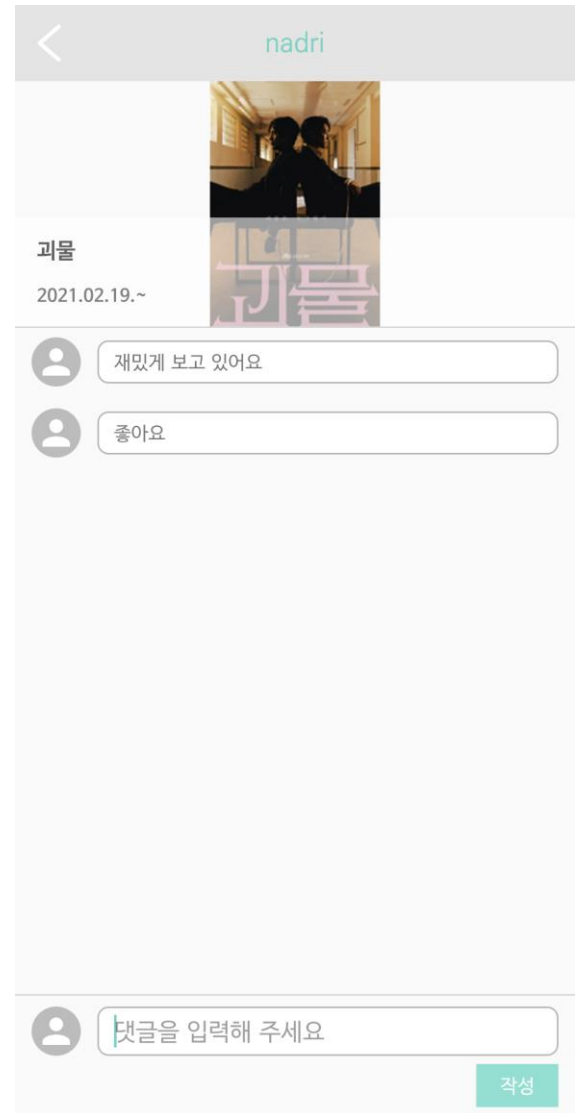 nadri
괴물
괴물
2021.02.19.~
재밌게 보고 있어요
좋아요
댓글을 입력해 주세요
작성